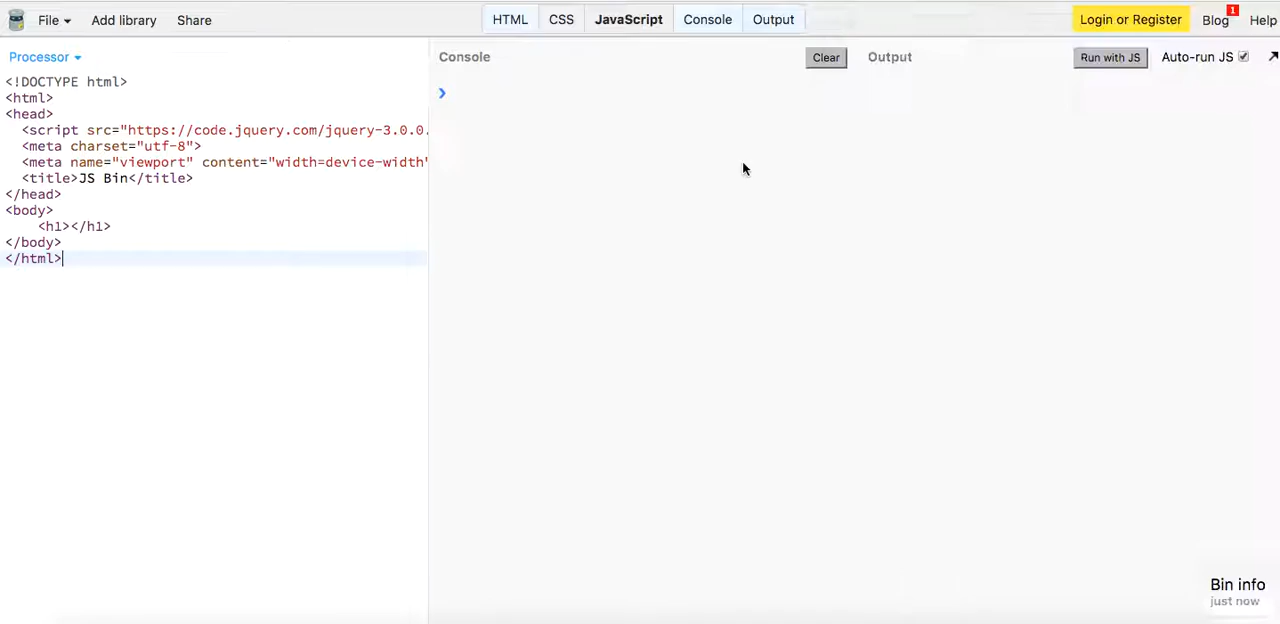 File Add library Share HTML CSS JavaScript Console Output Login or Register Blog 1 Help
Processor Console Clear Output Run with JS Auto-run JS
<!DOCTYPE html>
<html>
<head>
<script src="https://code.jquery.com/jquery-3.0.0.
<meta charset="utf-8">
<meta name="viewport" content="width=device-width"
<title>JS Bin</title>
</head>
<body>
<h1></h1>
</body>
</html>
Bin info
just now